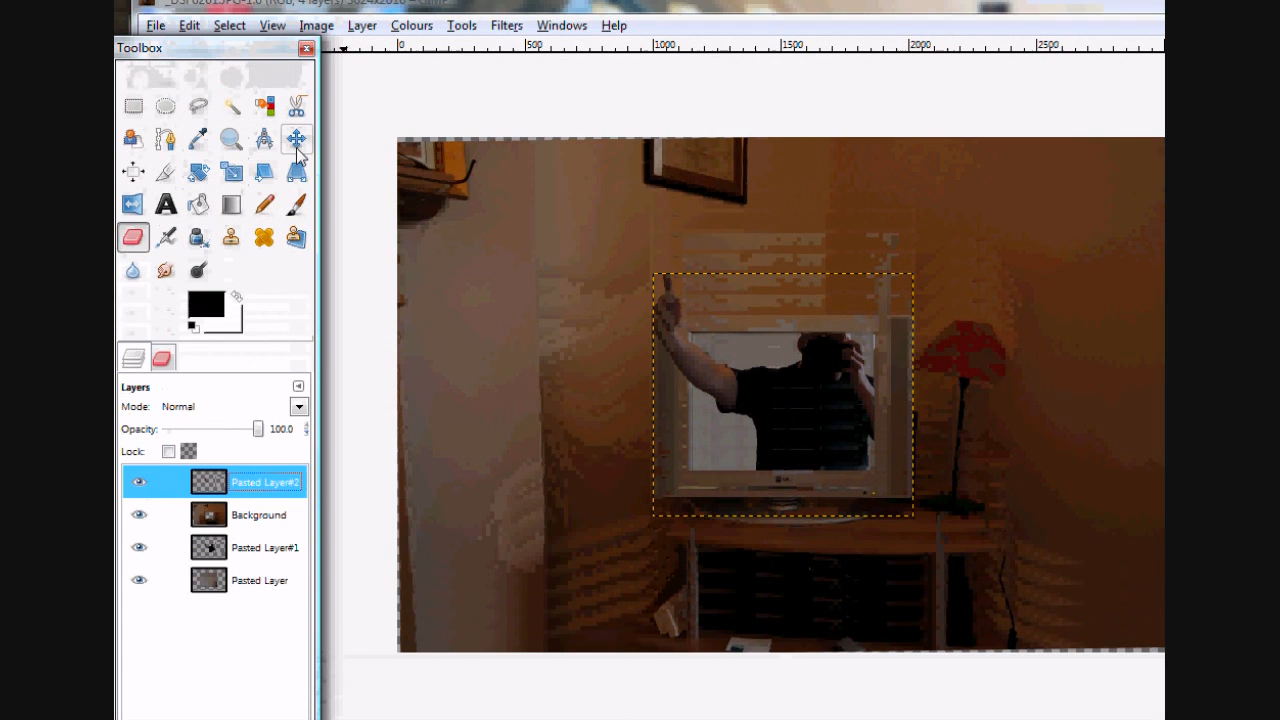 File Edit Select View Image Layer Colours Tools Filters Windows Help
Toolbox
0 500 1000 1500 2000 2500
Layers
Mode: Normal
Opacity: 100.0
Lock:
Pasted Layer#2
Background
Pasted Layer#1
Pasted Layer
LG